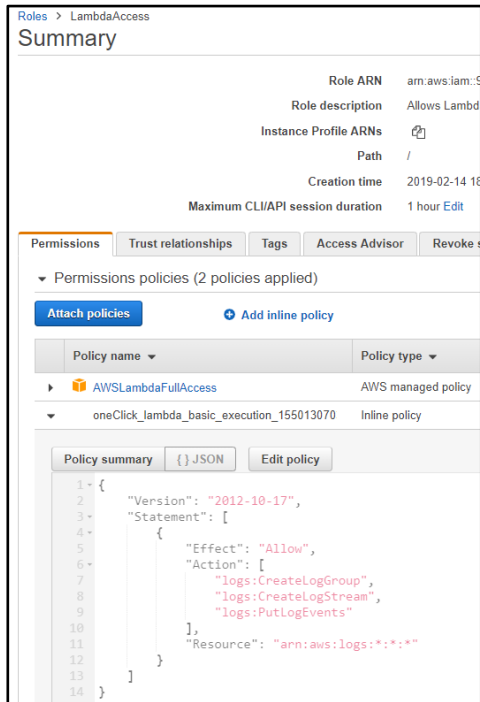 Roles > LambdaAccess
Summary
Role ARN arn:aws:iam::9
Role description Allows Lambd
Instance Profile ARNs
Path /
Creation time 2019-02-14 18
Maximum CLI/API session duration 1 hour Edit
Permissions Trust relationships Tags Access Advisor Revoke s
Permissions policies (2 policies applied)
Attach policies Add inline policy
Policy name Policy type
AWSLambdaFullAccess AWS managed policy
oneClick_lambda_basic_execution_155013070 Inline policy
Policy summary { } JSON Edit policy
1 {
2 "Version": "2012-10-17",
3 "Statement": [
4 {
5 "Effect": "Allow",
6 "Action": [
7 "logs:CreateLogGroup",
8 "logs:CreateLogStream",
9 "logs:PutLogEvents"
10 ],
11 "Resource": "arn:aws:logs:*:*:*"
12 }
13 ]
14 }